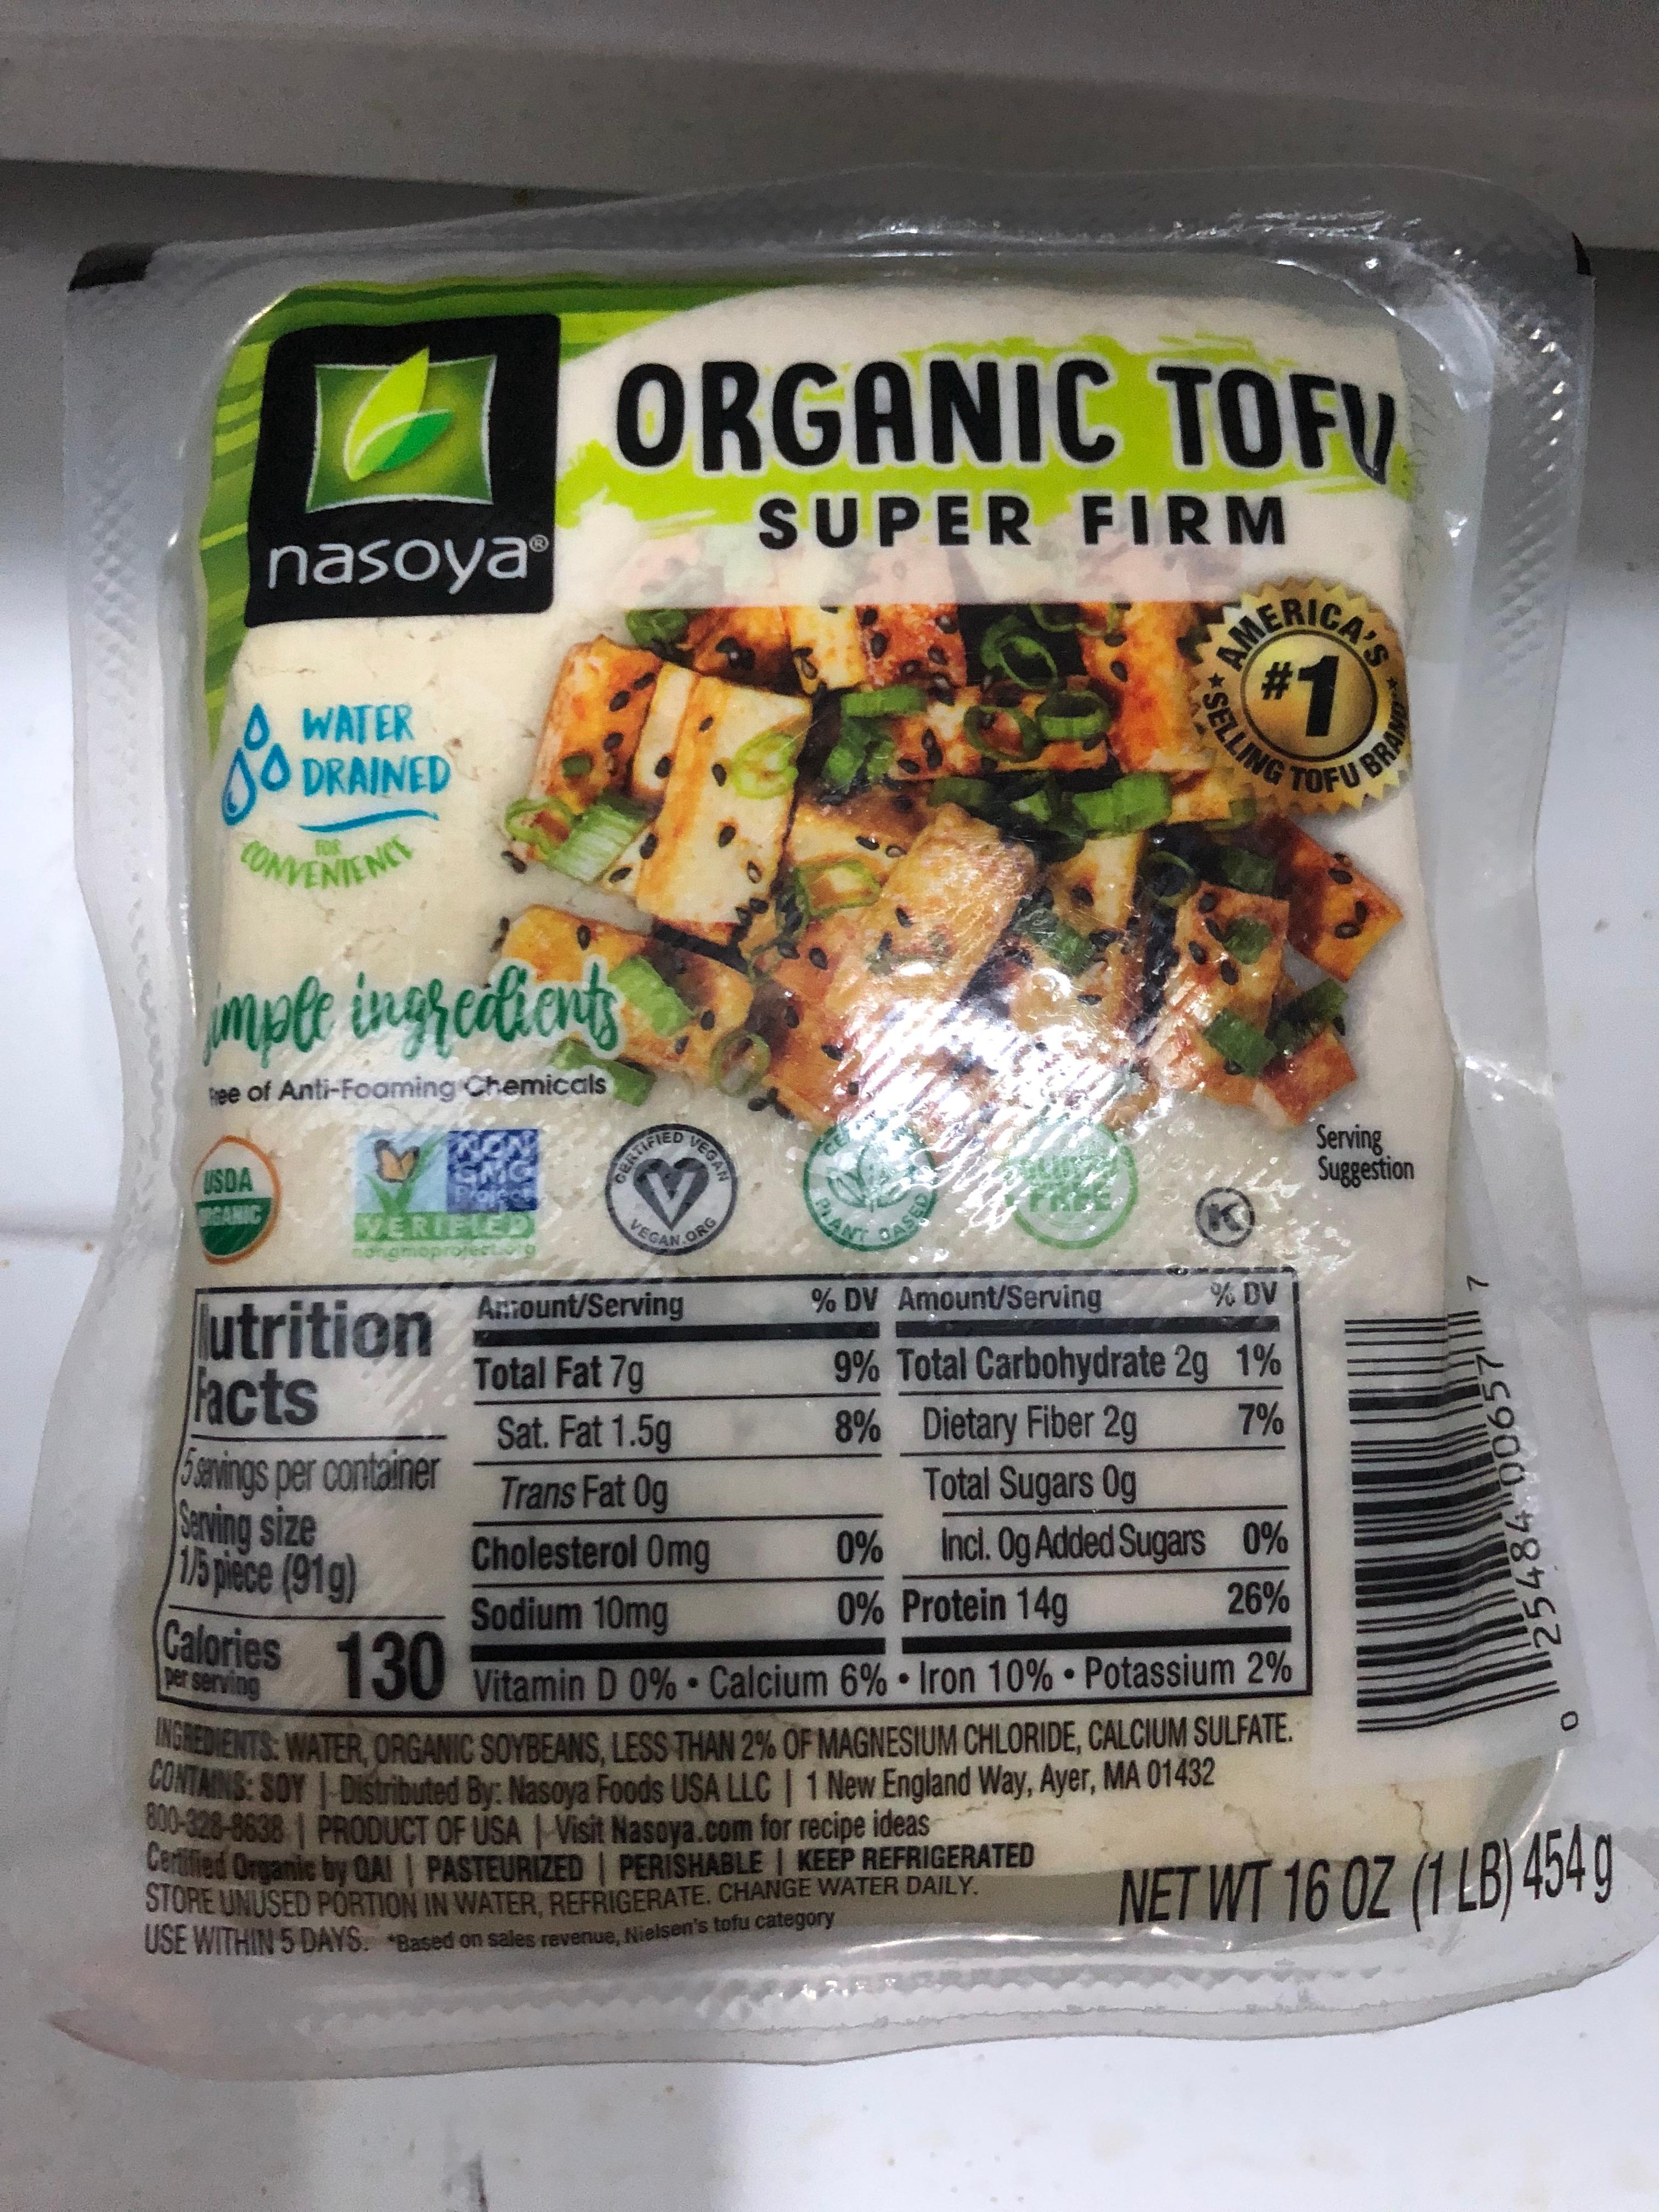 nasoya®
ORGANIC TOFU
SUPER FIRM
AMERICA'S
#1
SELLING TOFU BRAND*
WATER
DRAINED
FOR
CONVENIENCE
imple ingredients
ree of Anti-Foaming Chemicals
Serving
Suggestion
USDA
ORGANIC
NON
GMO
Project
VERIFIED
nongmoproject.org
CERTIFIED VEGAN
VEGAN.ORG
PLANT BASED
FREE
K
utrition
Facts
5 servings per container
Serving size
1/5 piece (91g)
Calories
per serving
130
Amount/Serving % DV
Total Fat 7g 9%
Sat. Fat 1.5g 8%
Trans Fat 0g
Cholesterol 0mg 0%
Sodium 10mg 0%
Amount/Serving % DV
Total Carbohydrate 2g 1%
Dietary Fiber 2g 7%
Total Sugars 0g
Incl. 0g Added Sugars 0%
Protein 14g 26%
Vitamin D 0% • Calcium 6% • Iron 10% • Potassium 2%
0 25484 00657 7
INGREDIENTS: WATER, ORGANIC SOYBEANS, LESS THAN 2% OF MAGNESIUM CHLORIDE, CALCIUM SULFATE.
CONTAINS: SOY | Distributed By: Nasoya Foods USA LLC | 1 New England Way, Ayer, MA 01432
800-328-8638 | PRODUCT OF USA | Visit Nasoya.com for recipe ideas
Certified Organic by QAI | PASTEURIZED | PERISHABLE | KEEP REFRIGERATED
STORE UNUSED PORTION IN WATER, REFRIGERATE. CHANGE WATER DAILY.
USE WITHIN 5 DAYS. *Based on sales revenue, Nielsen's tofu category
NET WT 16 OZ (1 LB) 454 g